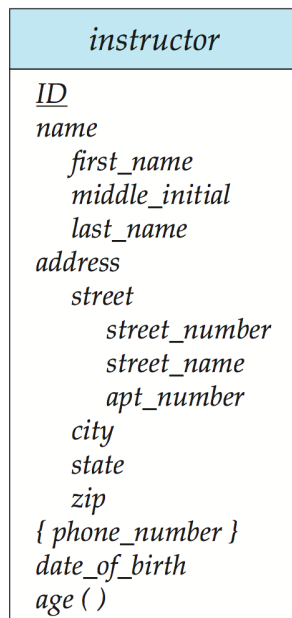 instructor
ID
name
first_name
middle_initial
last_name
address
street
street_number
street_name
apt_number
city
state
zip
{ phone_number }
date_of_birth
age ( )